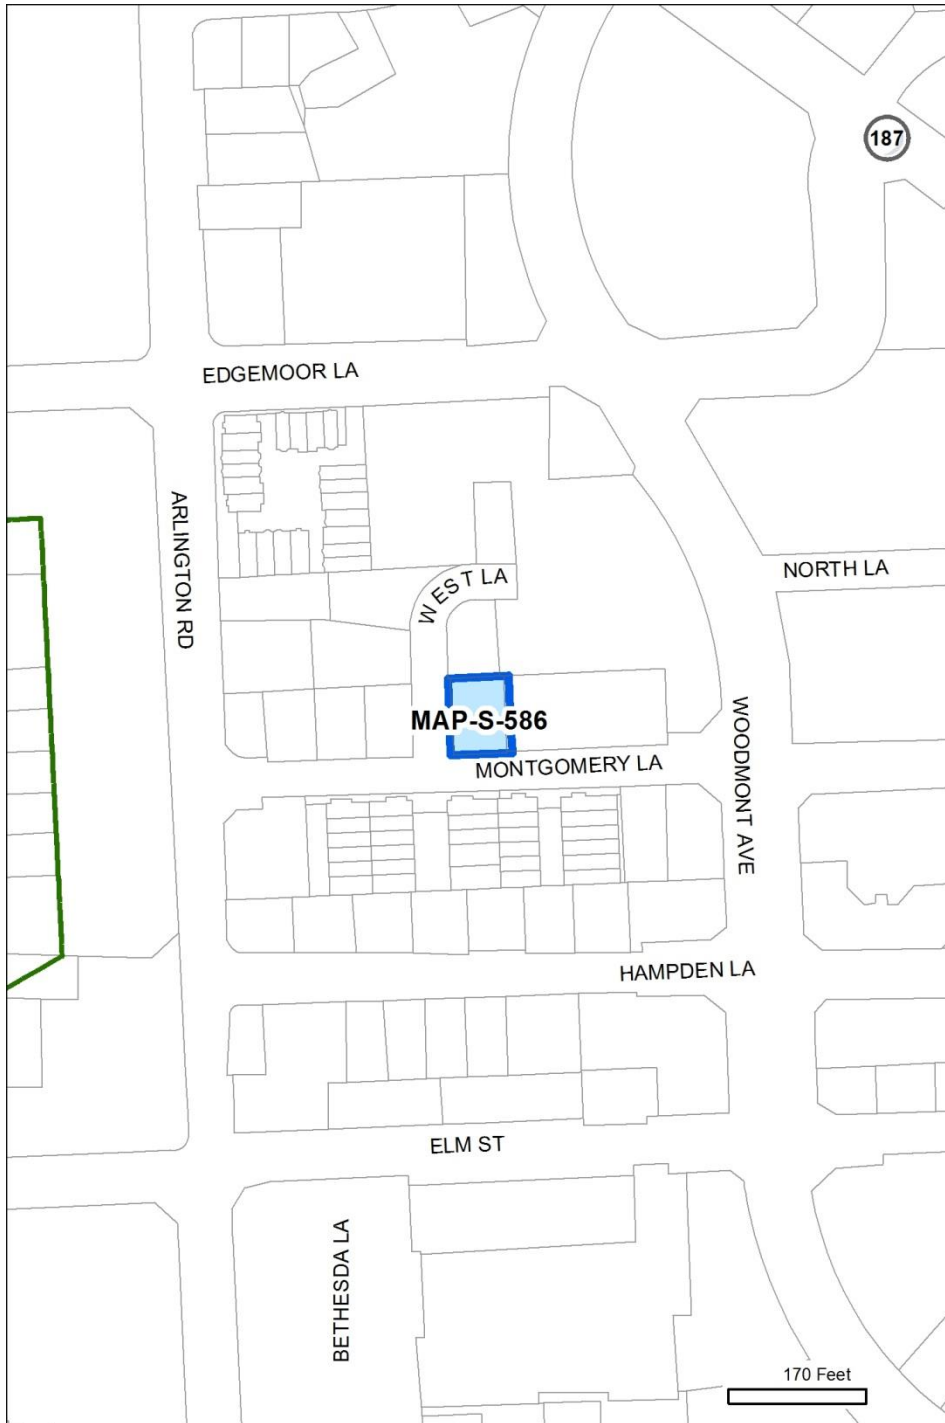 187
EDGEMOOR LA
ARLINGTON RD
WEST LA
NORTH LA
MAP-S-586
WOODMONT AVE
MONTGOMERY LA
HAMPDEN LA
ELM ST
BETHESDA LA
170 Feet